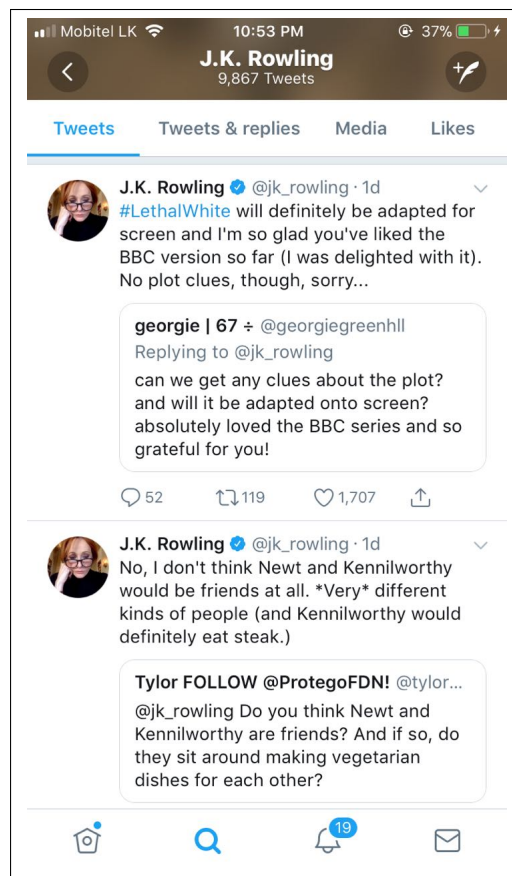 Mobitel LK 10:53 PM 37%
J.K. Rowling
9,867 Tweets
Tweets Tweets & replies Media Likes
J.K. Rowling @jk_rowling · 1d
#LethalWhite will definitely be adapted for
screen and I'm so glad you've liked the
BBC version so far (I was delighted with it).
No plot clues, though, sorry...
georgie | 67 ÷ @georgiegreenhll
Replying to @jk_rowling
can we get any clues about the plot?
and will it be adapted onto screen?
absolutely loved the BBC series and so
grateful for you!
52 119 1,707
J.K. Rowling @jk_rowling · 1d
No, I don't think Newt and Kennilworthy
would be friends at all. *Very* different
kinds of people (and Kennilworthy would
definitely eat steak.)
Tylor FOLLOW @ProtegoFDN! @tylor...
@jk_rowling Do you think Newt and
Kennilworthy are friends? And if so, do
they sit around making vegetarian
dishes for each other?
19